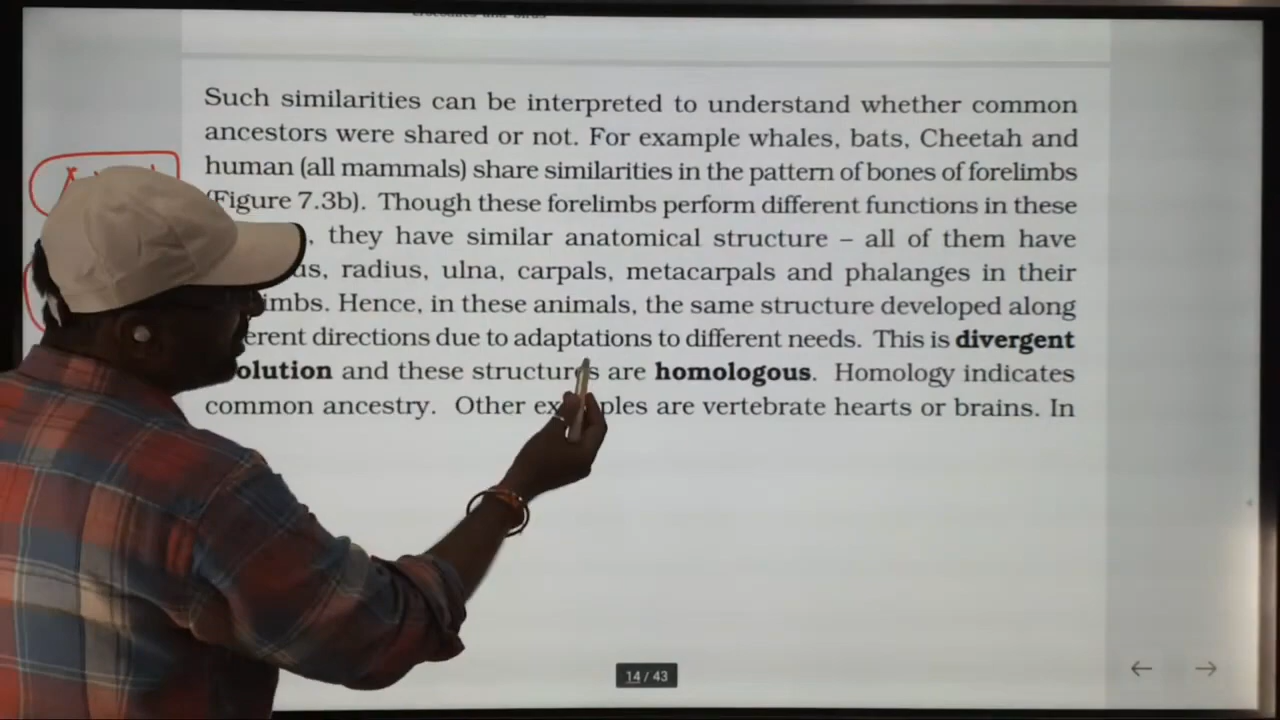 Such similarities can be interpreted to understand whether common
ancestors were shared or not. For example whales, bats, Cheetah and
human (all mammals) share similarities in the pattern of bones of forelimbs
(Figure 7.3b). Though these forelimbs perform different functions in these
, they have similar anatomical structure – all of them have
us, radius, ulna, carpals, metacarpals and phalanges in their
imbs. Hence, in these animals, the same structure developed along
erent directions due to adaptations to different needs. This is divergent
olution and these structures are homologous. Homology indicates
common ancestry. Other ex ples are vertebrate hearts or brains. In
14 / 43